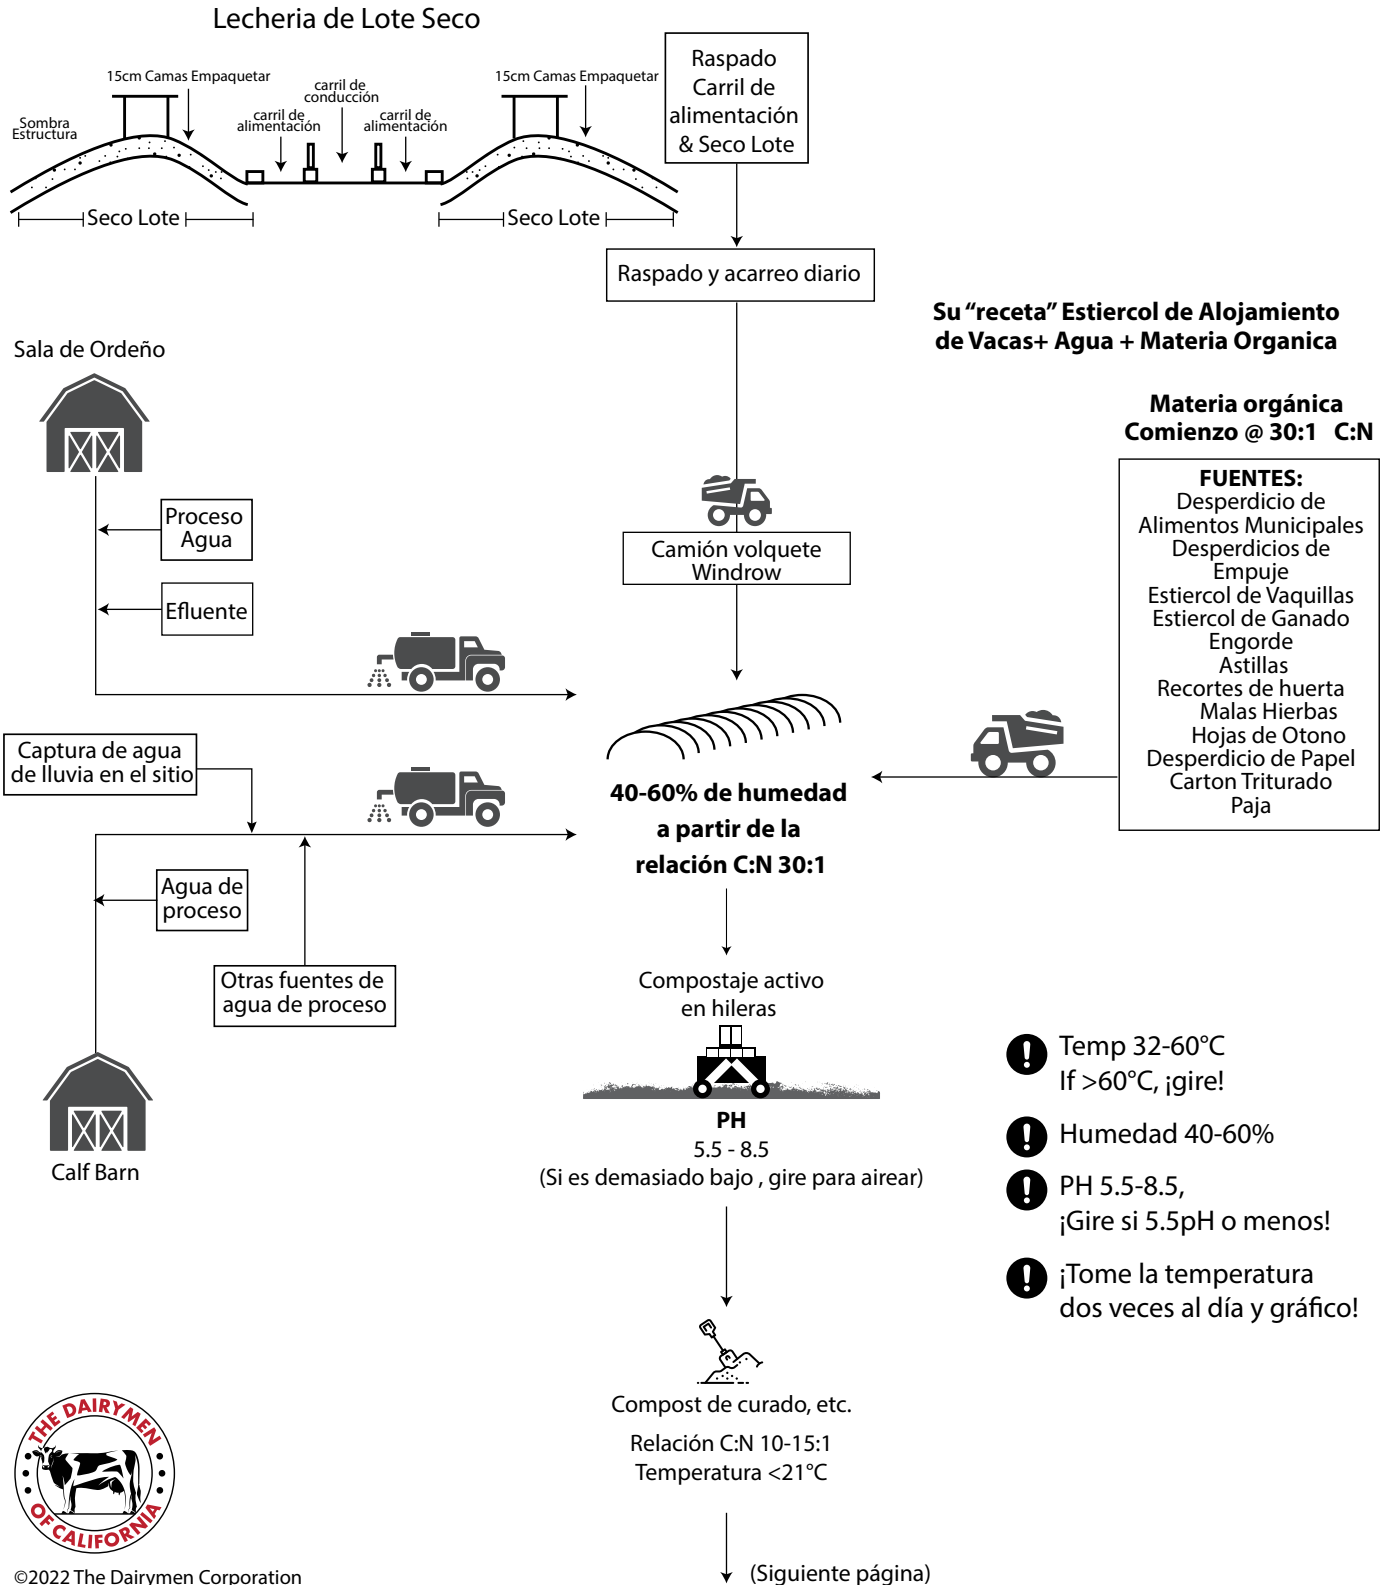 Lecheria de Lote Seco
15cm Camas Empaquetar
carril de
conducción
15cm Camas Empaquetar
Sombra
Estructura
carril de
alimentación
carril de
alimentación
Seco Lote
Seco Lote
Raspado
Carril de
alimentación
& Seco Lote
Raspado y acarreo diario
Su “receta” Estiercol de Alojamiento
de Vacas+ Agua + Materia Organica
Sala de Ordeño
Materia orgánica
Comienzo @ 30:1 C:N
FUENTES:
Desperdicio de
Alimentos Municipales
Desperdicios de
Empuje
Estiercol de Vaquillas
Estiercol de Ganado
Engorde
Astillas
Recortes de huerta
Malas Hierbas
Hojas de Otono
Desperdicio de Papel
Carton Triturado
Paja
Proceso
Agua
Efluente
Camión volquete
Windrow
Captura de agua
de lluvia en el sitio
40-60% de humedad
a partir de la
relación C:N 30:1
Agua de
proceso
Otras fuentes de
agua de proceso
Calf Barn
Compostaje activo
en hileras
PH
5.5 - 8.5
(Si es demasiado bajo , gire para airear)
! Temp 32-60°C
If >60°C, ¡gire!
! Humedad 40-60%
! PH 5.5-8.5,
¡Gire si 5.5pH o menos!
! ¡Tome la temperatura
dos veces al día y gráfico!
Compost de curado, etc.
Relación C:N 10-15:1
Temperatura <21°C
(Siguiente página)
THE DAIRYMEN
OF CALIFORNIA
©2022 The Dairymen Corporation